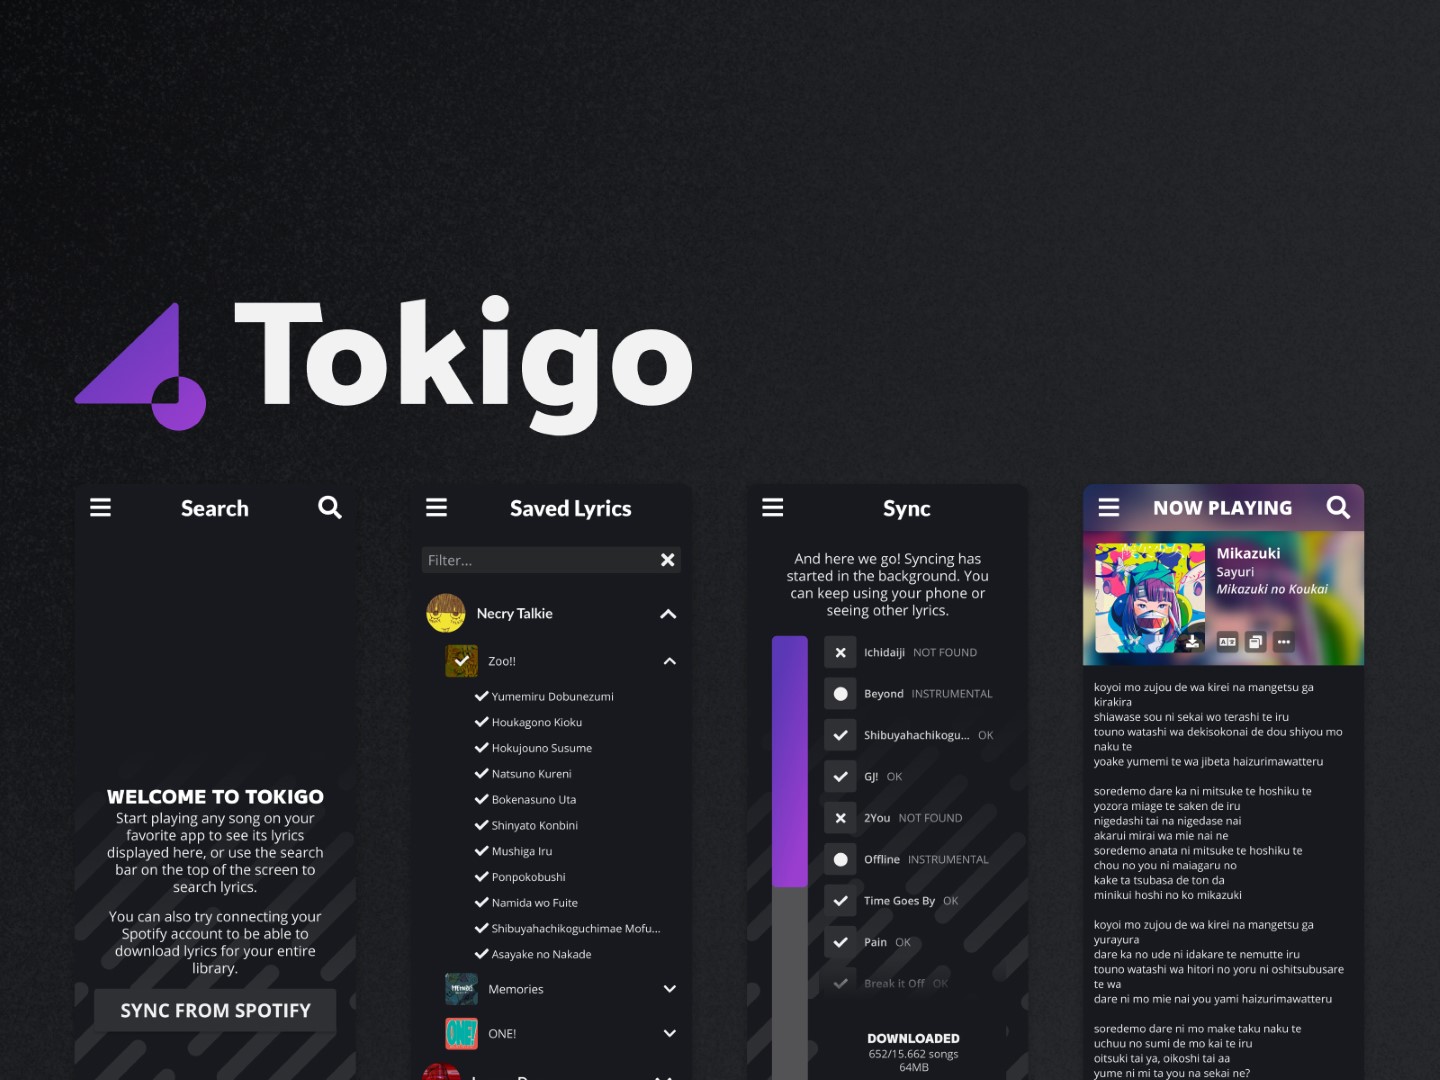 Tokigo
Search
WELCOME TO TOKIGO
Start playing any song on your
favorite app to see its lyrics
displayed here, or use the search
bar on the top of the screen to
search lyrics.
You can also try connecting your
Spotify account to be able to
download lyrics for your entire
library.
SYNC FROM SPOTIFY
Saved Lyrics
Filter...
Necry Talkie
Zoo!!
Yumemiru Dobunezumi
Houkagono Kioku
Hokujouno Susume
Natsuno Kureni
Bokenasuno Uta
Shinyato Konbini
Mushiga Iru
Ponpokobushi
Namida wo Fuite
Shibuyahachikoguchimae Mofu...
Asayake no Nakade
Memories
ONE!
Sync
And here we go! Syncing has
started in the background. You
can keep using your phone or
seeing other lyrics.
Ichidaiji NOT FOUND
Beyond INSTRUMENTAL
Shibuyahachikogu... OK
GJ! OK
2You NOT FOUND
Offline INSTRUMENTAL
Time Goes By OK
Pain OK
Break it Off OK
DOWNLOADED
652/15.662 songs
64MB
NOW PLAYING
Mikazuki
Sayuri
Mikazuki no Koukai
koyoi mo zujou de wa kirei na mangetsu ga
kirakira
shiawase sou ni sekai wo terashi te iru
touno watashi wa dekisokonai de dou shiyou mo
naku te
yoake yumemi te wa jibeta haizurimawatteru
soredemo dare ka ni mitsuke te hoshiku te
yozora miage te saken de iru
nigedashi tai na nigedase nai
akarui mirai wa mie nai ne
soredemo anata ni mitsuke te hoshiku te
chou no you ni maiagaru no
kake ta tsubasa de ton da
minikui hoshi no ko mikazuki
koyoi mo zujou de wa kirei na mangetsu ga
yurayura
dare ka no ude ni idakare te nemutte iru
touno watashi wa hitori no yoru ni oshitsubusare
te wa
dare ni mo mie nai you yami haizurimawatteru
soredemo dare ni mo make taku naku te
uchuu no sumi de mo kai te iru
oitsuki tai ya, oikoshi tai aa
yume ni mi ta you na sekai ne?